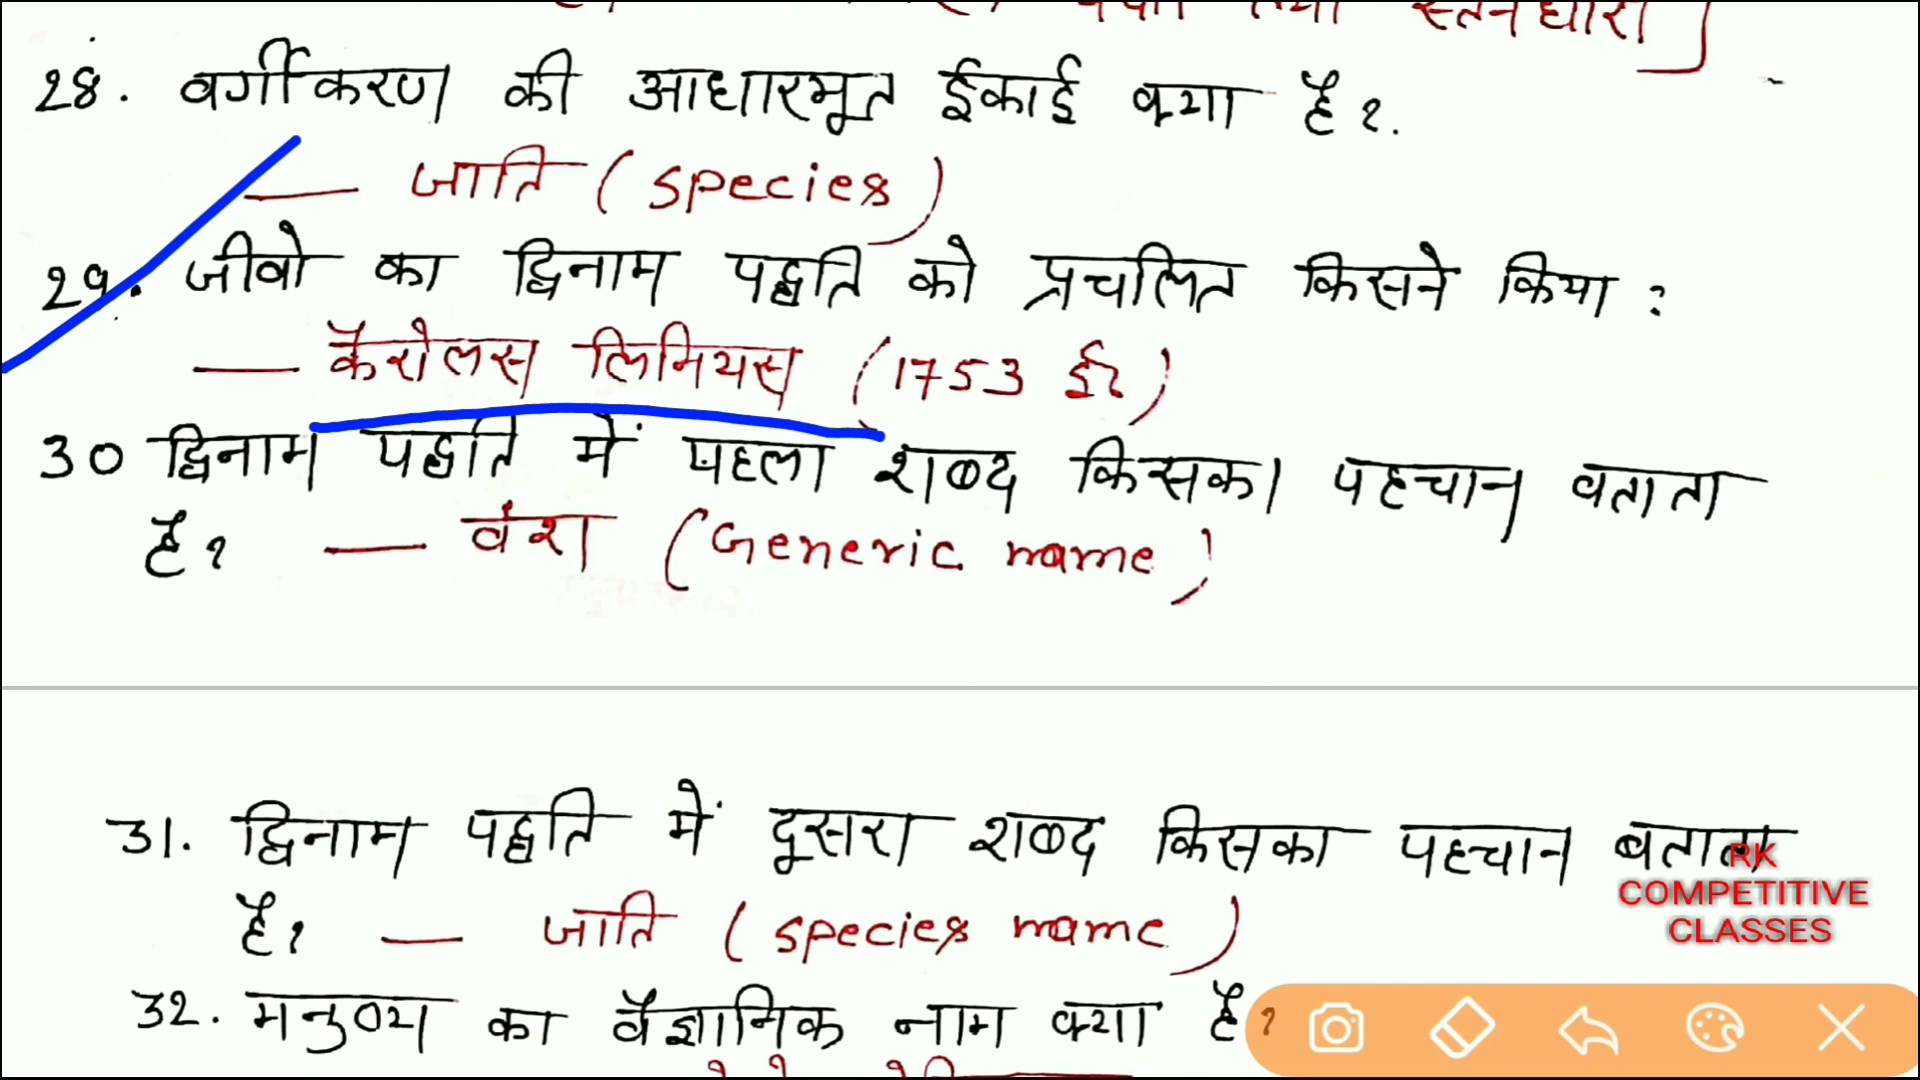 स्तनधारी ]
28. वर्गीकरण की आधारभूत ईकाई क्या है?.
— जाति ( species )
29. जीवो का द्विनाम पद्धति को प्रचलित किसने किया ?
— कैरोलस लिनियस ( 1753 ई० )
30 द्विनाम पद्धति में पहला शब्द किसका पहचान वताता
है? — वंश ( Generic name )
31. द्विनाम पद्धति में दूसरा शब्द किसका पहचान बताता
है? — जाति ( species name )
32. मनुष्य का वैज्ञानिक नाम क्या है?
RK
COMPETITIVE
CLASSES